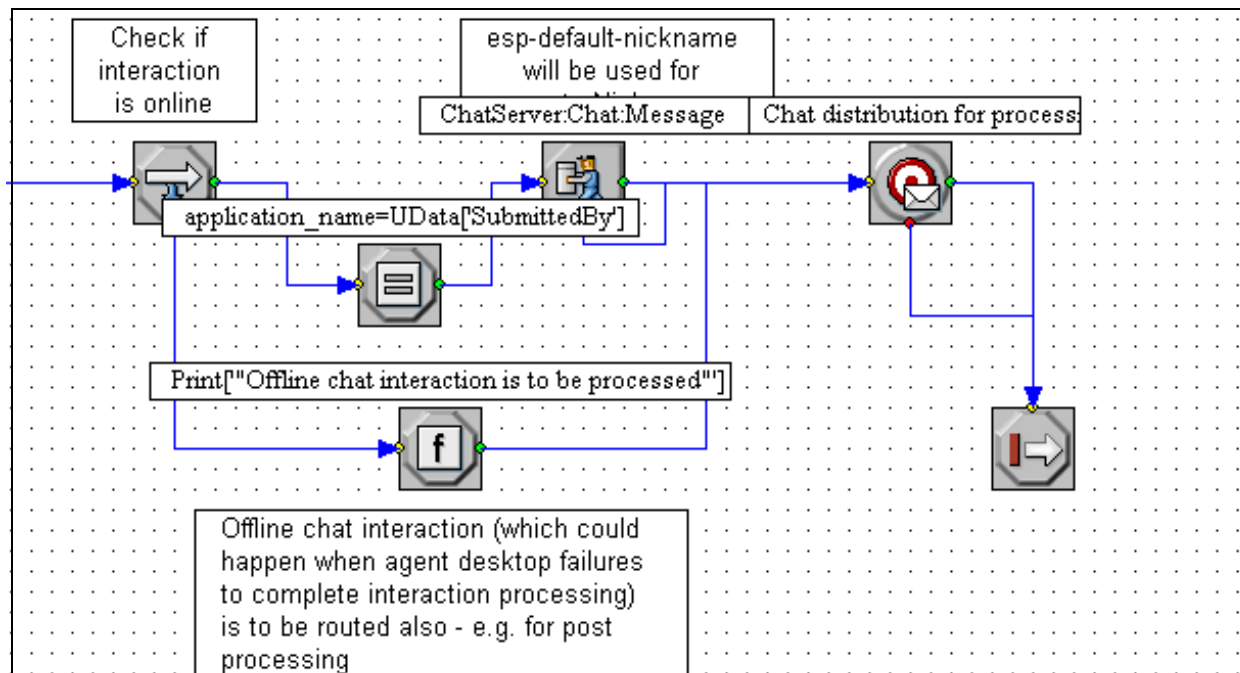 Check if
interaction
is online
esp-default-nickname
will be used for
ChatServer:Chat:Message
Chat distribution for process
application_name=UData['SubmittedBy']
Print['"Offline chat interaction is to be processed"']
f
Offline chat interaction (which could
happen when agent desktop failures
to complete interaction processing)
is to be routed also - e.g. for post
processing